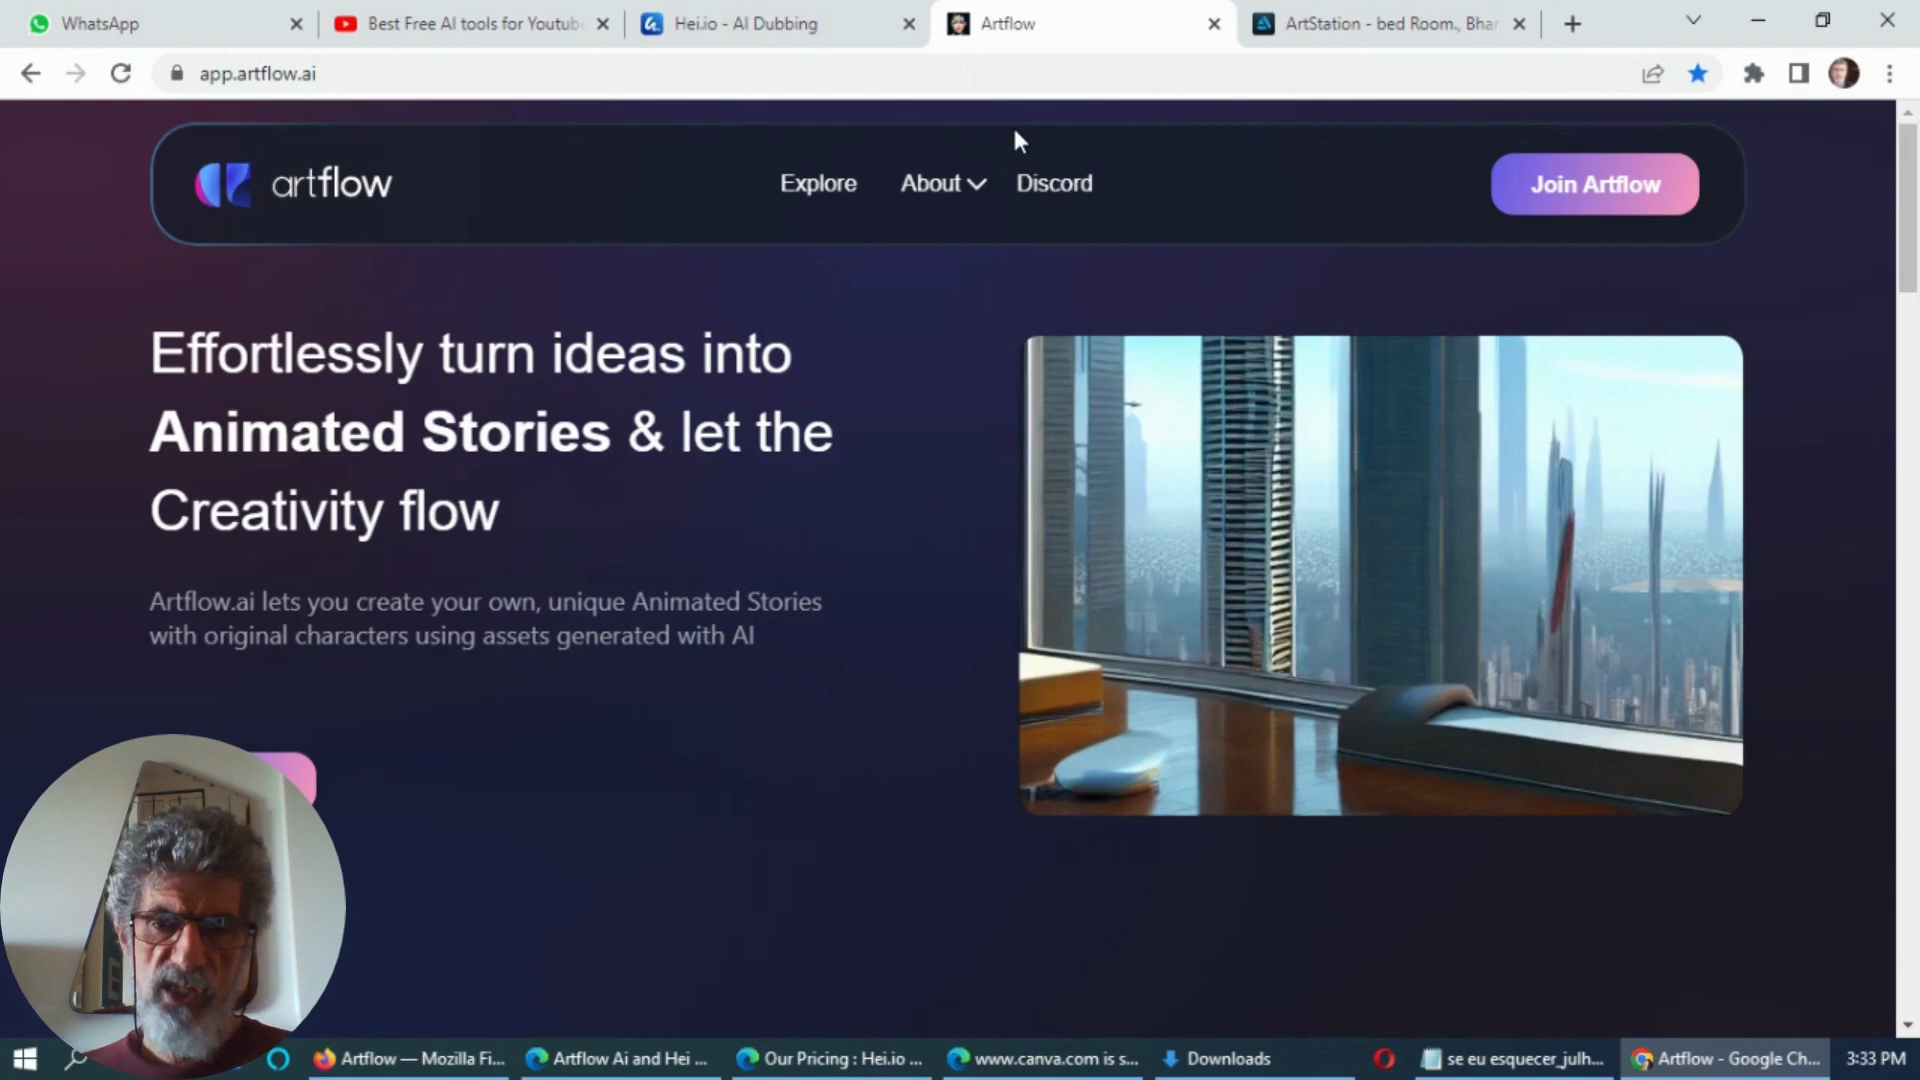 WhatsApp
Best Free AI tools for Youtube
Hei.io - AI Dubbing
Artflow
ArtStation - bed Room., Bhar
app.artflow.ai
artflow
Explore
About
Discord
Join Artflow
Effortlessly turn ideas into
Animated Stories & let the
Creativity flow
Artflow.ai lets you create your own, unique Animated Stories
with original characters using assets generated with AI
Artflow — Mozilla Fi...
Artflow Ai and Hei ...
Our Pricing : Hei.io ...
www.canva.com is s...
Downloads
se eu esquecer_julh...
Artflow - Google Ch...
3:33 PM